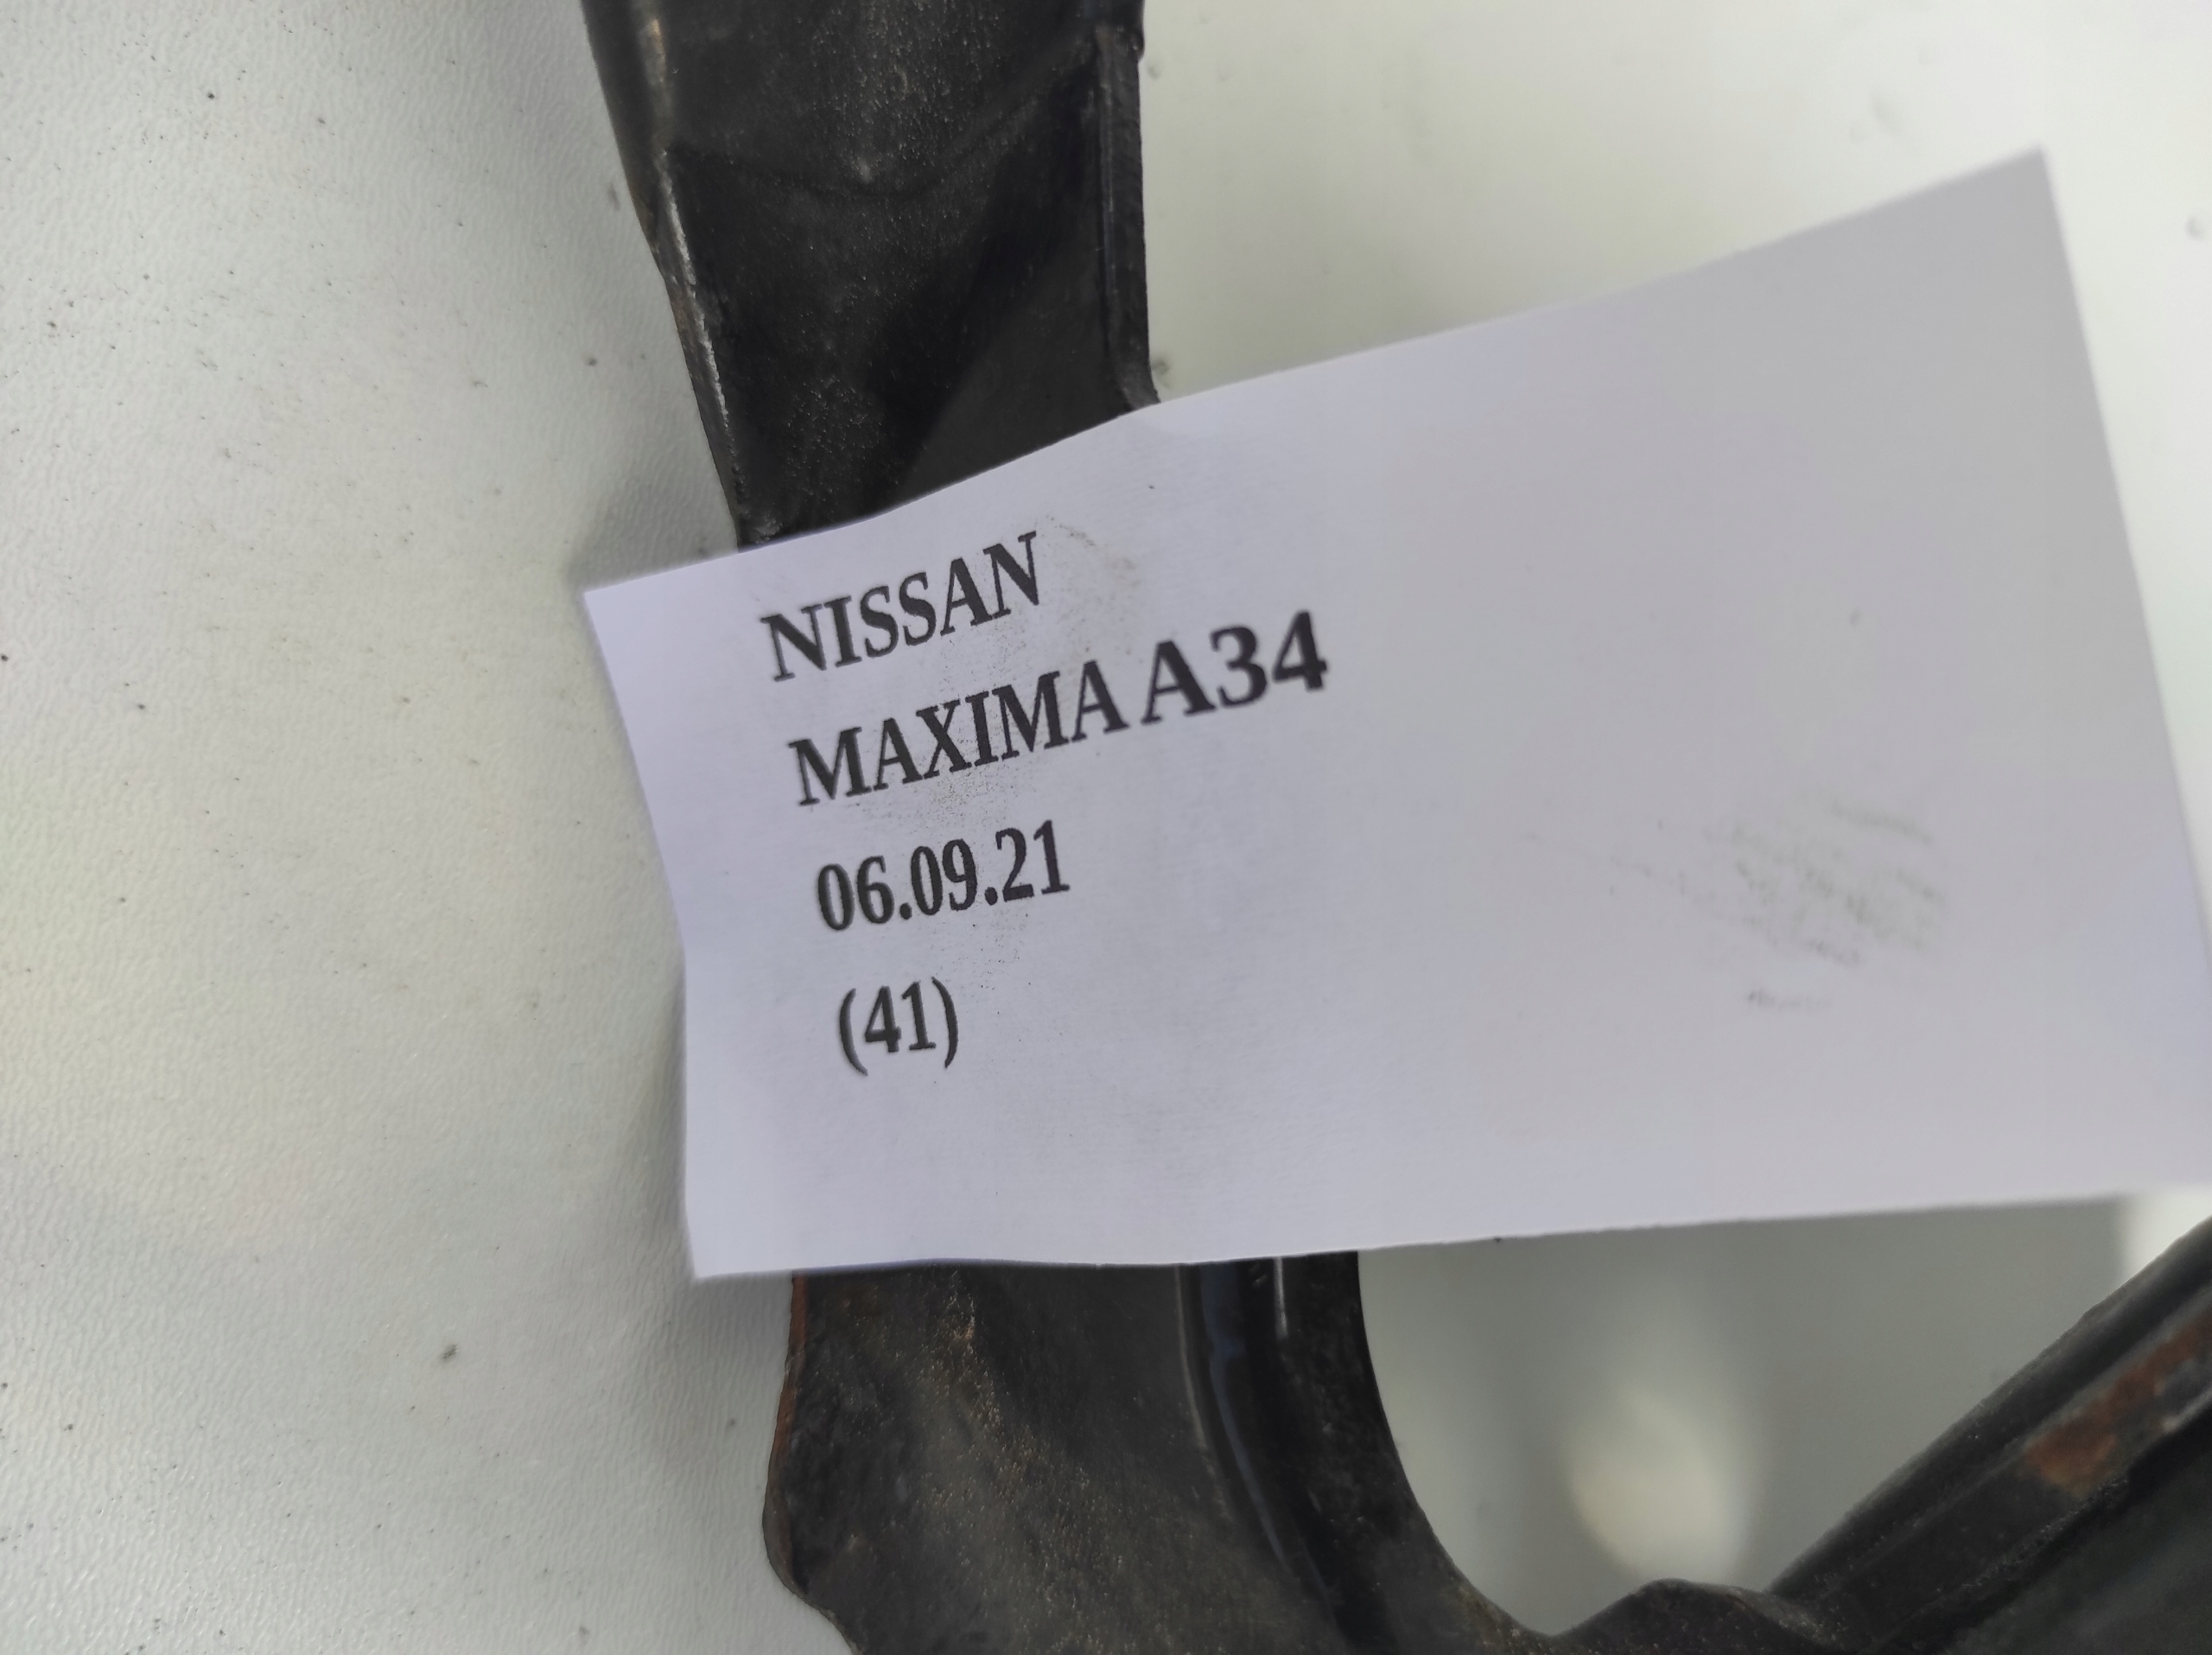 NISSAN
MAXIMA A34
06.09.21
(41)